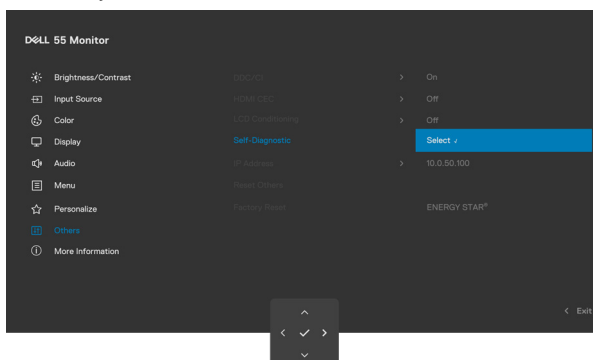 DELL 55 Monitor
Brightness/Contrast DDC/CI > On
Input Source HDMI CEC > Off
Color LCD Conditioning > Off
Display Self-Diagnostic Select ✓
Audio IP Address > 10.0.50.100
Menu Reset Others
Personalize Factory Reset ENERGY STAR®
Others
More Information
< Exit